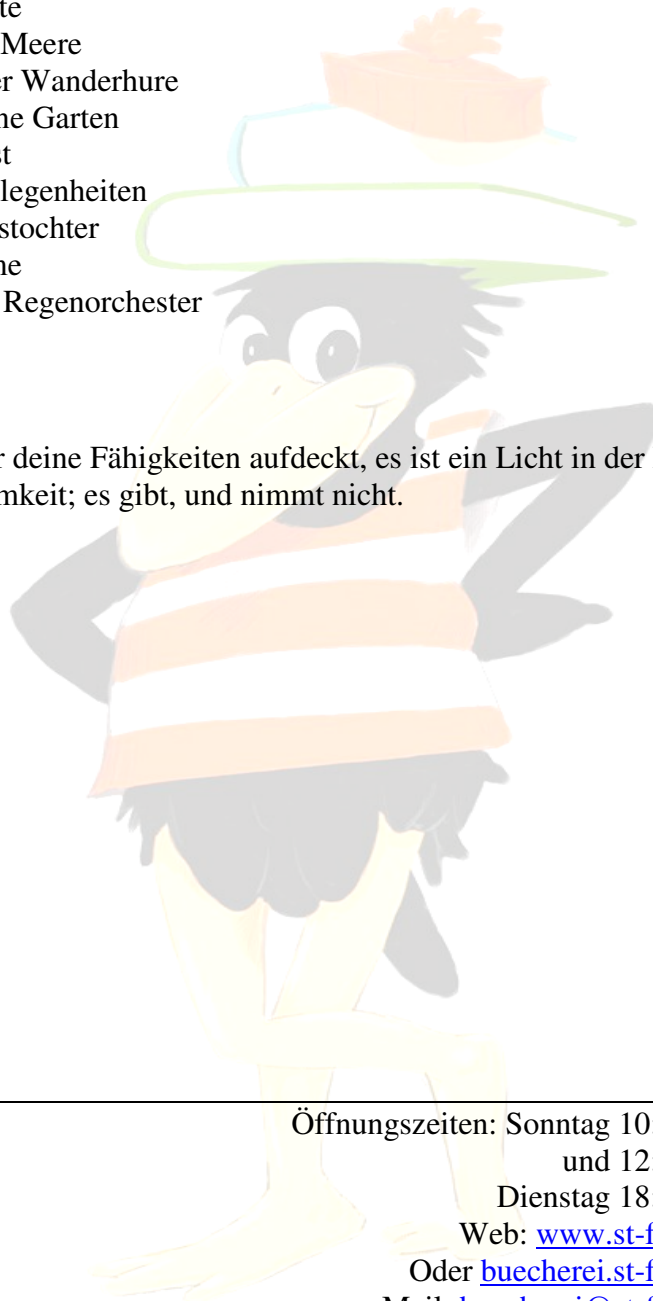 te
Meere
er Wanderhure
ne Garten
st
legenheiten
stochter
ne
Regenorchester
r deine Fähigkeiten aufdeckt, es ist ein Licht in der
mkeit; es gibt, und nimmt nicht.
Öffnungszeiten: Sonntag 10:
und 12:
Dienstag 18:
Web: www.st-f
Oder buecherei.st-f